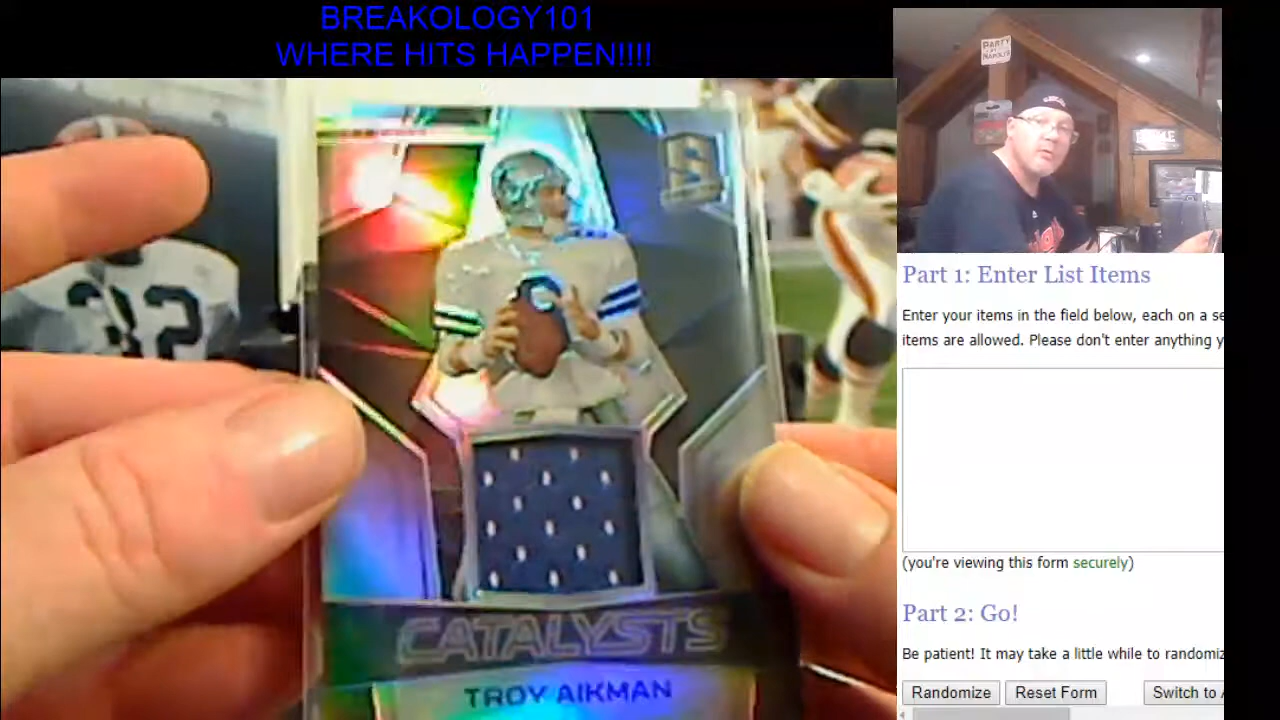 BREAKOLOGY101
WHERE HITS HAPPEN!!!!
PARTY
32
S
CATALYSTS
TROY AIKMAN
Part 1: Enter List Items
Enter your items in the field below, each on a se
items are allowed. Please don't enter anything y
(you're viewing this form securely)
Part 2: Go!
Be patient! It may take a little while to randomiz
Randomize
Reset Form
Switch to A